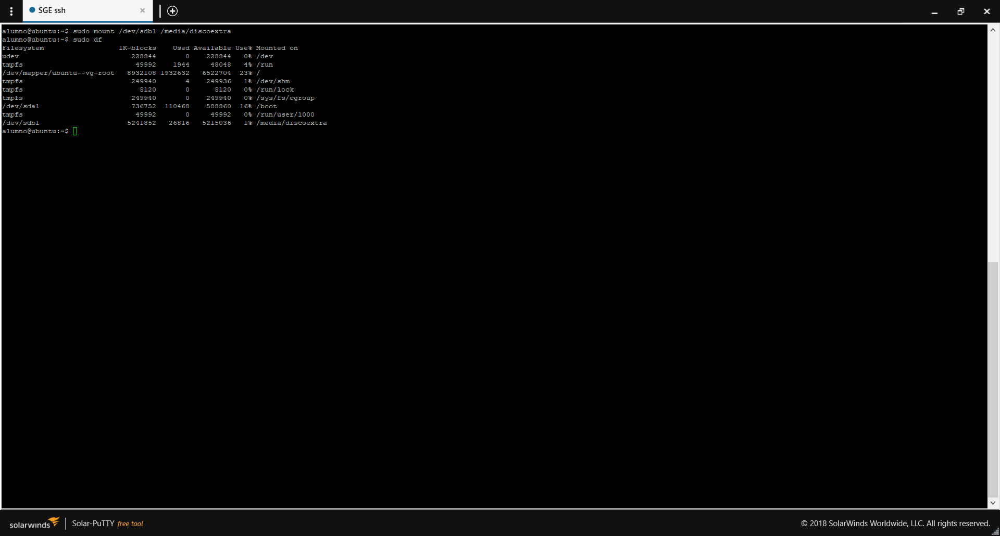 SGE ssh
alumno@ubuntu:~$ sudo mount /dev/sdb1 /media/discoextra
alumno@ubuntu:~$ sudo df
Filesystem 1K-blocks Used Available Use% Mounted on
udev 228844 0 228844 0% /dev
tmpfs 49992 1944 48048 4% /run
/dev/mapper/ubuntu--vg-root 8932108 1932632 6522704 23% /
tmpfs 249940 4 249936 1% /dev/shm
tmpfs 5120 0 5120 0% /run/lock
tmpfs 249940 0 249940 0% /sys/fs/cgroup
/dev/sda1 736752 110468 588860 16% /boot
tmpfs 49992 0 49992 0% /run/user/1000
/dev/sdb1 5241852 26816 5215036 1% /media/discoextra
alumno@ubuntu:~$
solarwinds Solar-PuTTY free tool © 2018 SolarWinds Worldwide, LLC. All rights reserved.